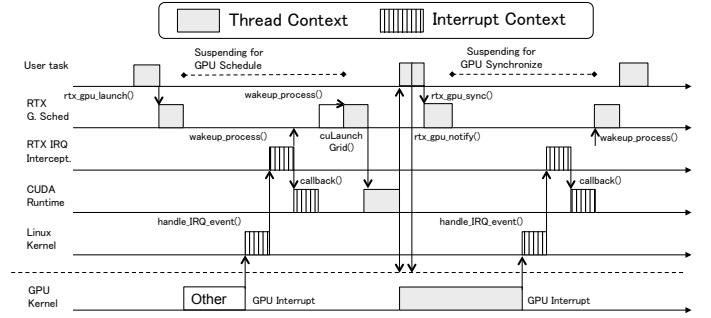 Thread Context
Interrupt Context
Suspending for
GPU Schedule
Suspending for
GPU Synchronize
User task
rtx_gpu_launch()
wakeup_process()
rtx_gpu_sync()
RTX
G. Sched
wakeup_process()
cuLaunch
Grid()
rtx_gpu_notify()
wakeup_process()
RTX IRQ
Intercept.
callback()
callback()
CUDA
Runtime
handle_IRQ_event()
handle_IRQ_event()
Linux
Kernel
GPU
Kernel
Other
GPU Interrupt
GPU Interrupt